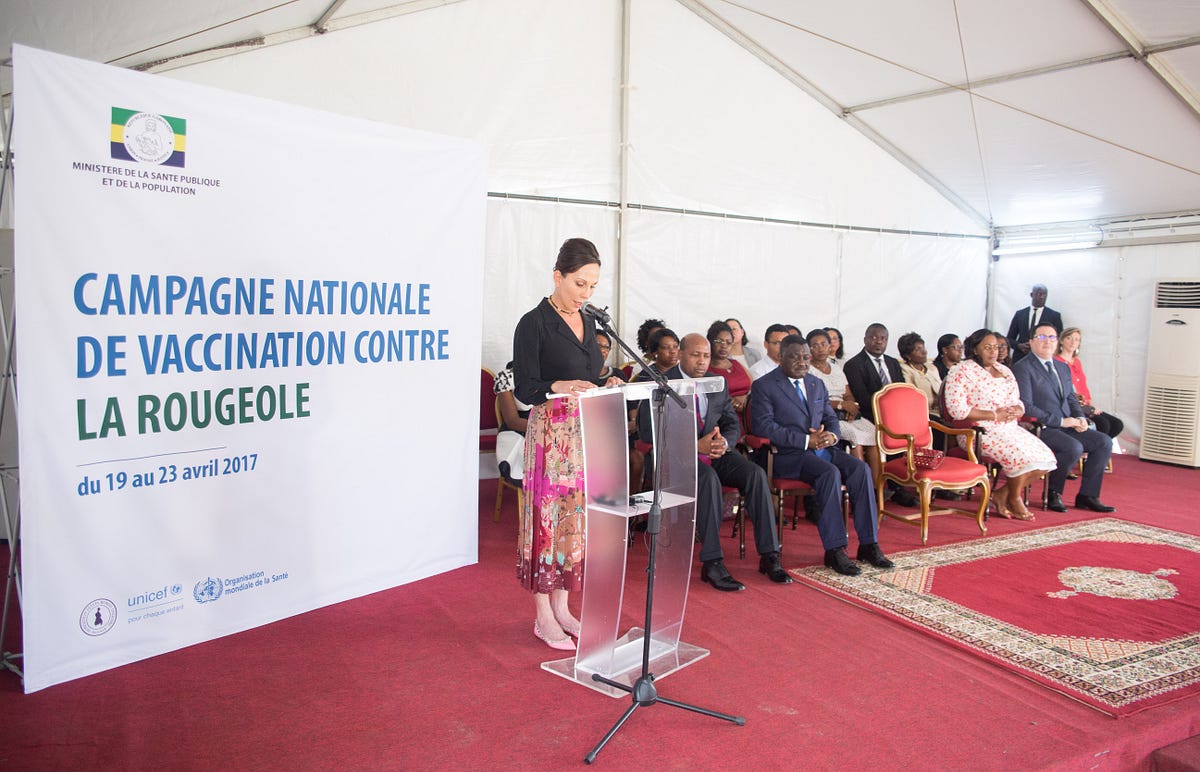 MINISTERE DE LA SANTE PUBLIQUE
ET DE LA POPULATION
CAMPAGNE NATIONALE
DE VACCINATION CONTRE
LA ROUGEOLE
du 19 au 23 avril 2017
unicef
pour chaque enfant
Organisation
mondiale de la Santé